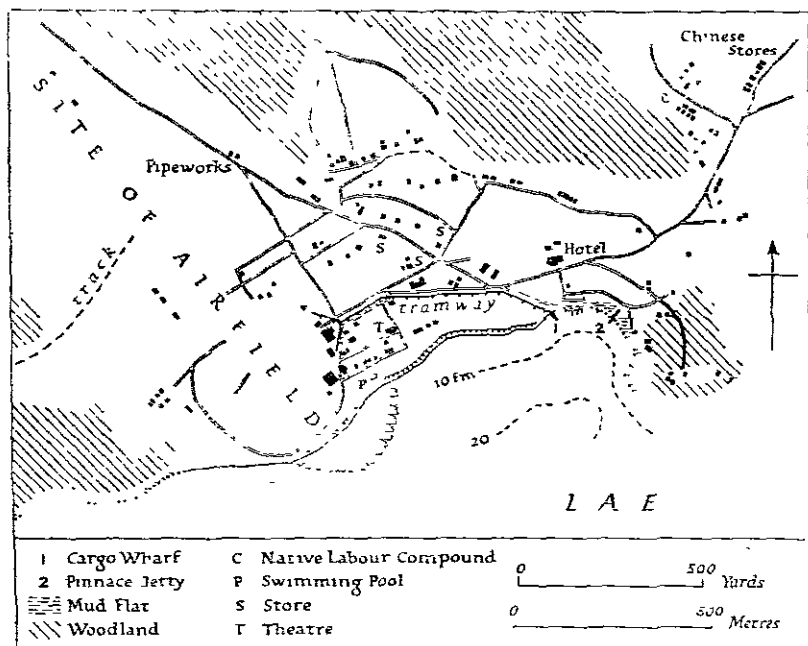 Chinese
Stores
C
SITE OF AIRFIELD
Pipeworks
track
S
S
S
Hotel
tramway
T
2
P
10 fm
20
LAE
1 Cargo Wharf
2 Pinnace Jetty
Mud Flat
Woodland
C Native Labour Compound
P Swimming Pool
S Store
T Theatre
0 500 Yards
0 500 Metres